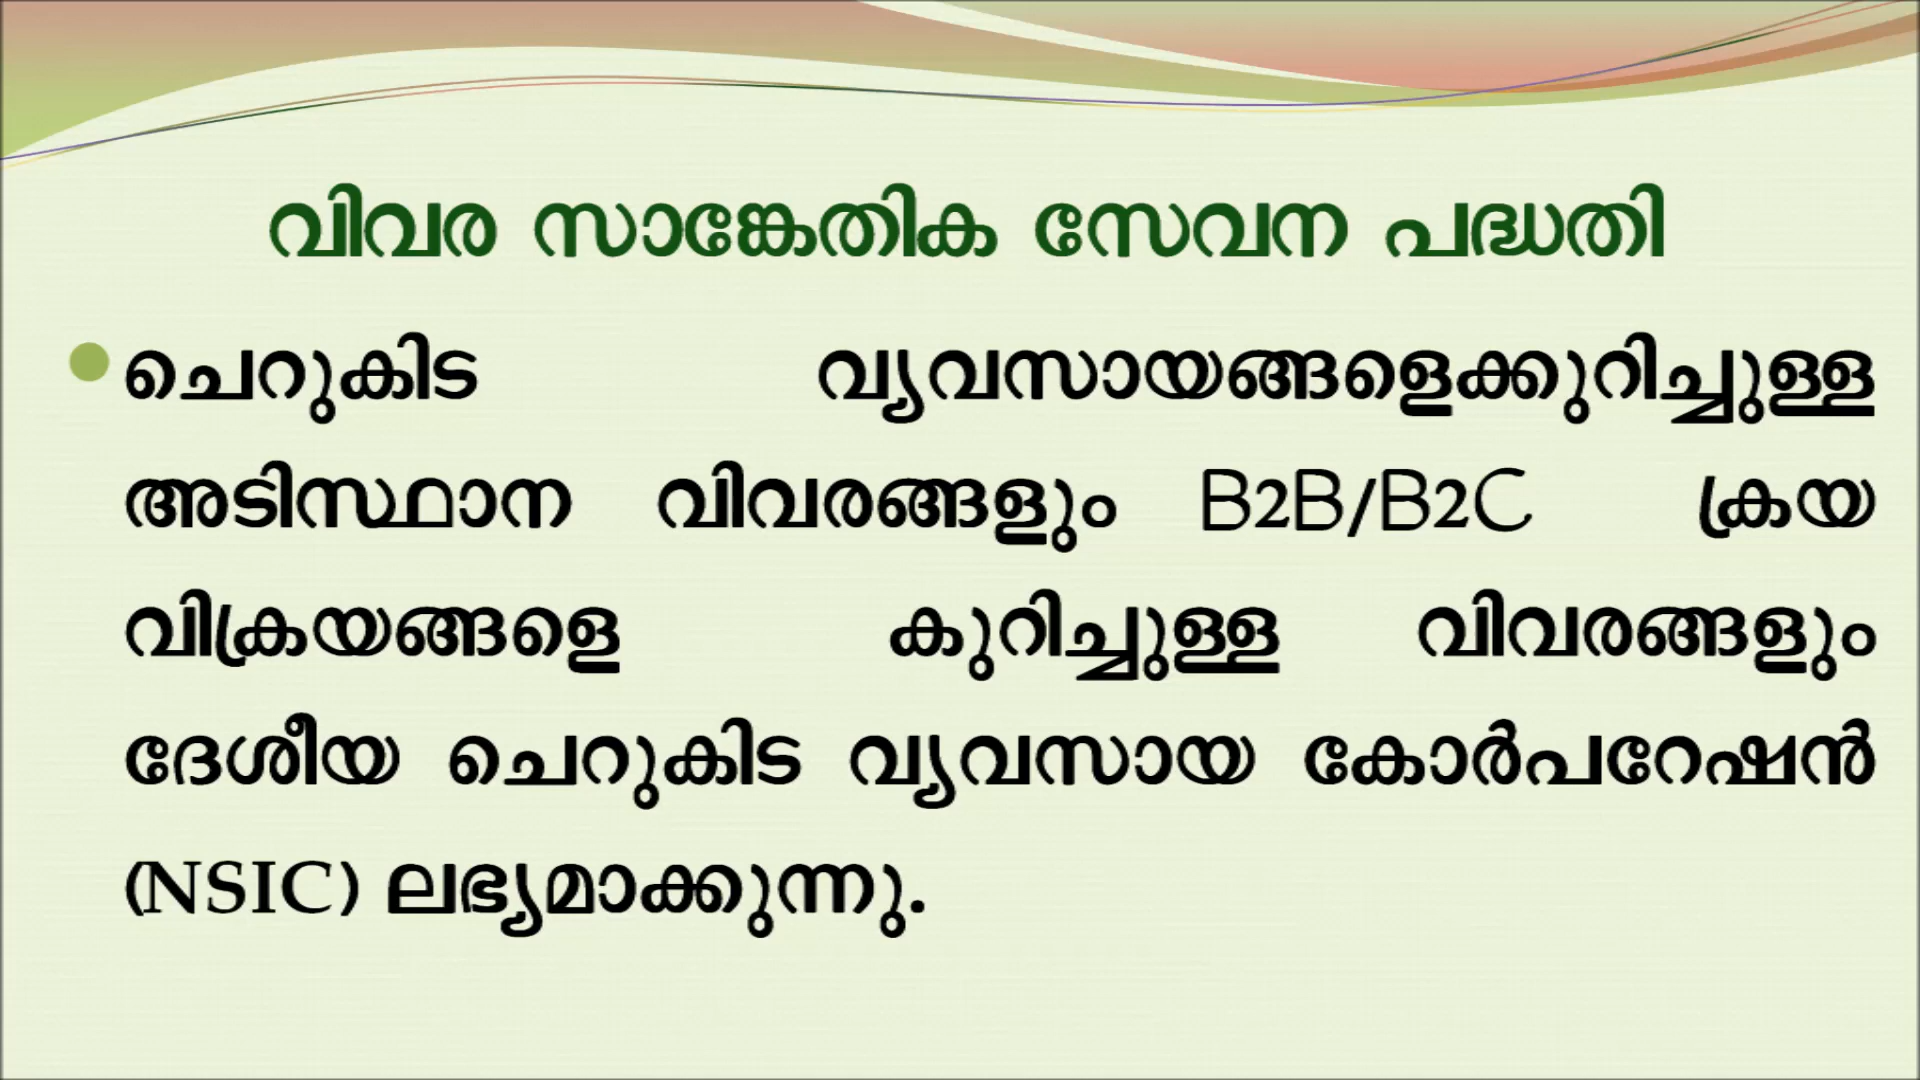 വിവര സാങ്കേതിക സേവന പദ്ധതി
ചെറുകിട വ്യവസായങ്ങളെക്കുറിച്ചുള്ള
അടിസ്ഥാന വിവരങ്ങളും B2B/B2C ക്രയ
വിക്രയങ്ങളെ കുറിച്ചുള്ള വിവരങ്ങളും
ദേശീയ ചെറുകിട വ്യവസായ കോർപറേഷൻ
(NSIC) ലഭ്യമാക്കുന്നു.